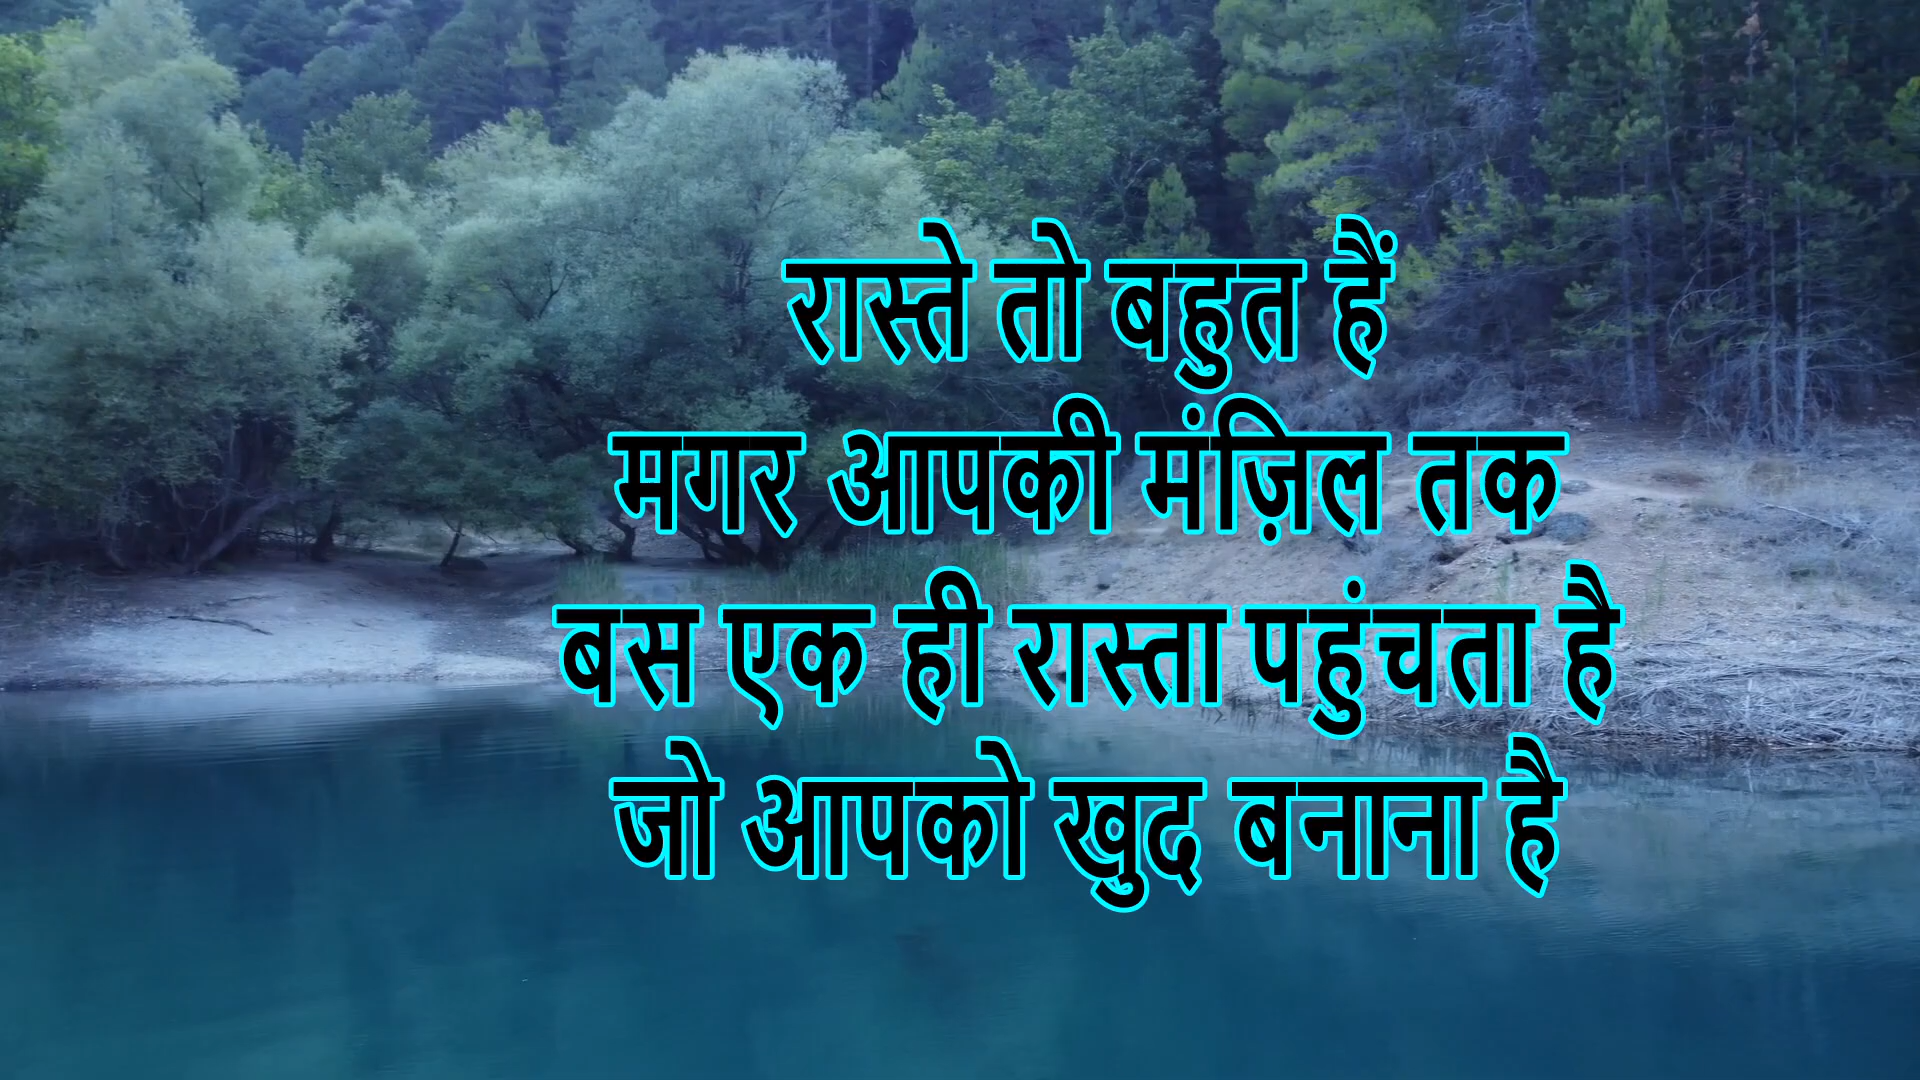 रास्ते तो बहुत हैं
मगर आपकी मंज़िल तक
बस एक ही रास्ता पहुंचता है
जो आपको खुद बनाना है